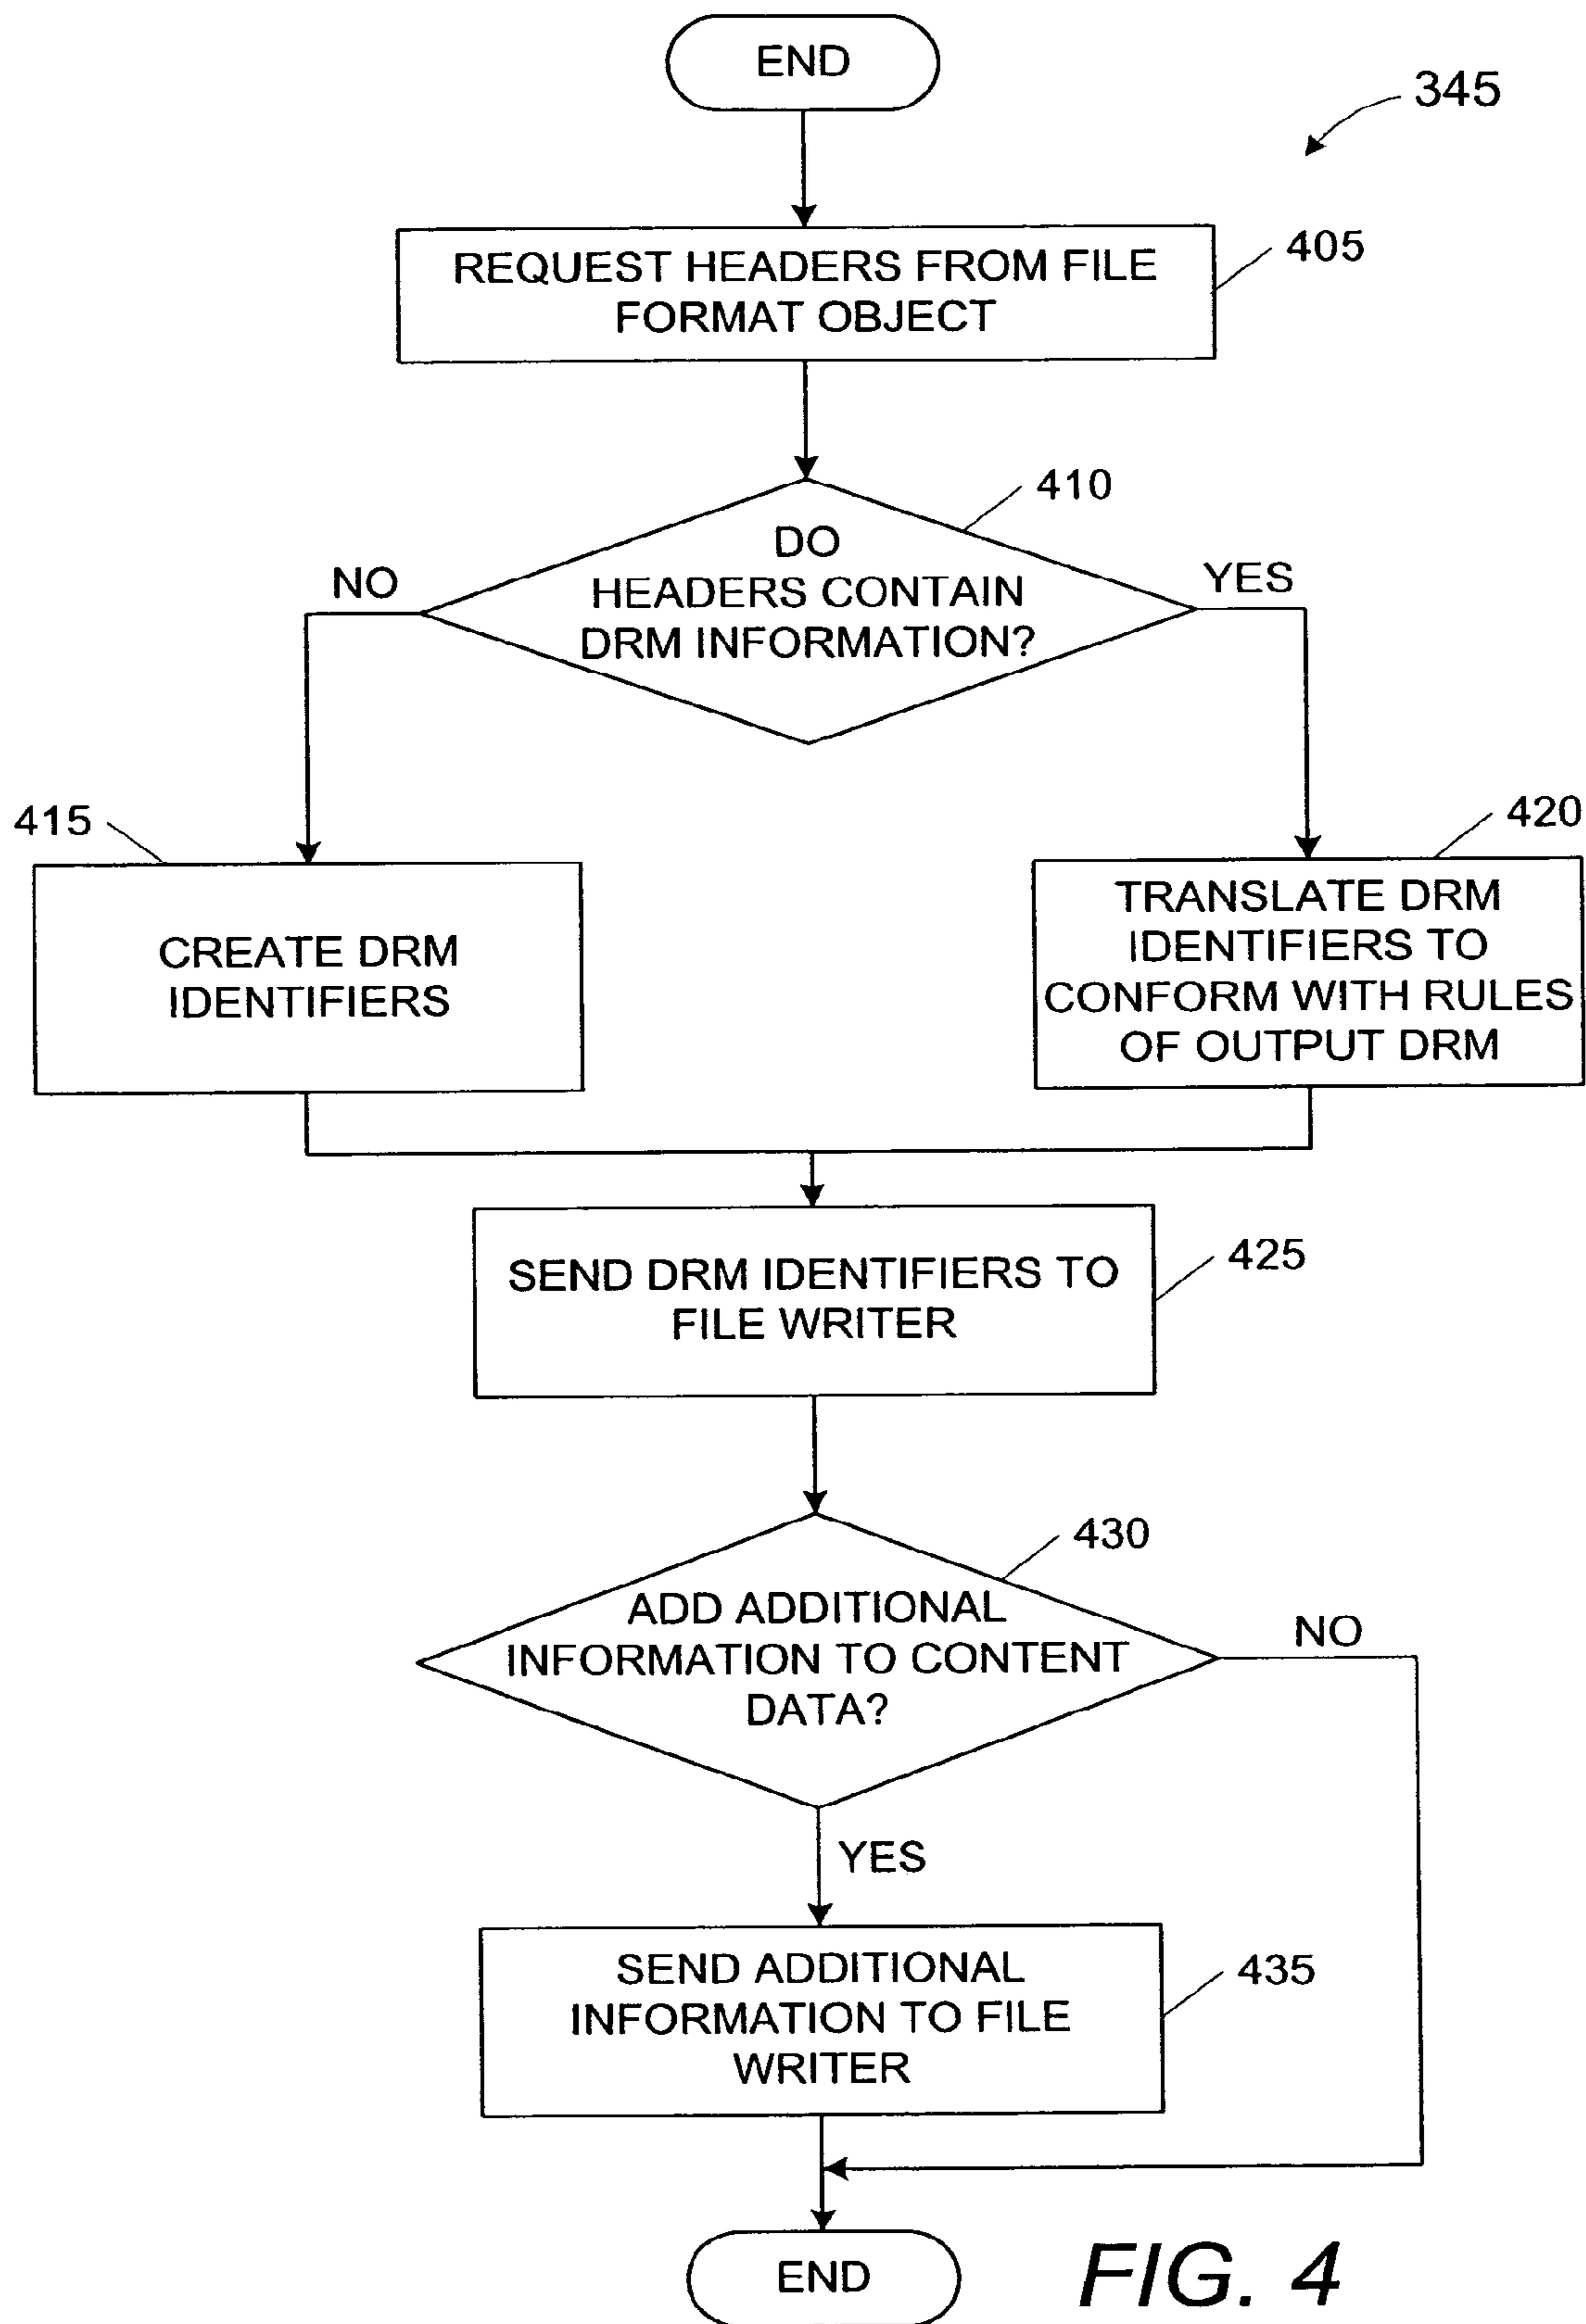 END
345
REQUEST HEADERS FROM FILE
FORMAT OBJECT
405
410
DO
HEADERS CONTAIN
DRM INFORMATION?
NO
YES
415
420
CREATE DRM
IDENTIFIERS
TRANSLATE DRM
IDENTIFIERS TO
CONFORM WITH RULES
OF OUTPUT DRM
SEND DRM IDENTIFIERS TO
FILE WRITER
425
430
ADD ADDITIONAL
INFORMATION TO CONTENT
DATA?
NO
YES
SEND ADDITIONAL
INFORMATION TO FILE
WRITER
435
END
FIG. 4